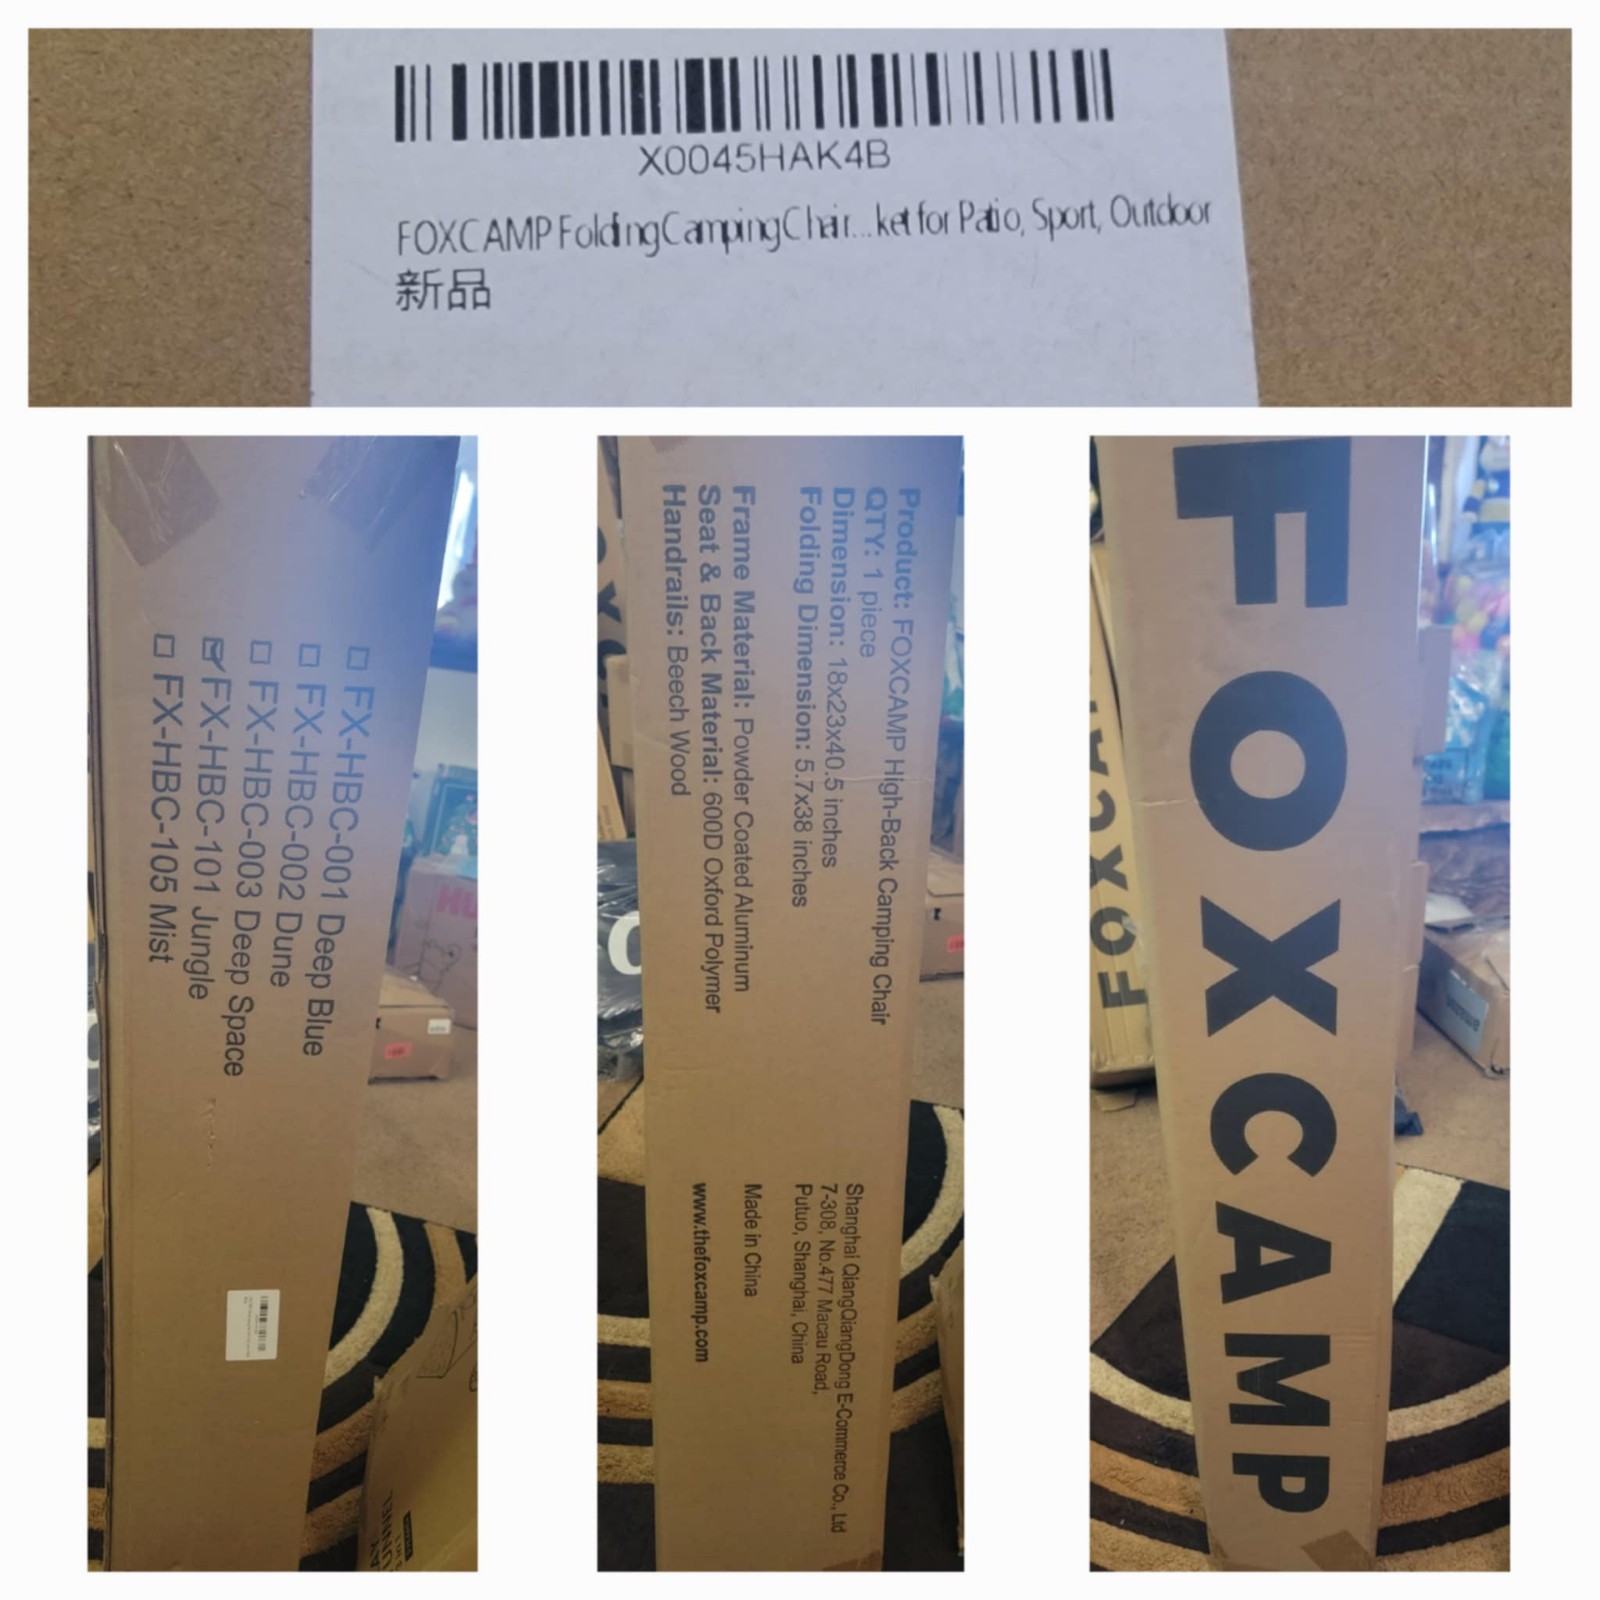 X0045HAK4B
FOXCAMP Folding Camping Chair...ket for Patio, Sport, Outdoor
新品
FX-HBC-001 Deep Blue
FX-HBC-002 Dune
FX-HBC-003 Deep Space
FX-HBC-101 Jungle
FX-HBC-105 Mist
Product: FOXCAMP High-Back Camping Chair
QTY: 1 piece
Dimension: 18x23x40.5 inches
Folding Dimension: 5.7x38 inches
Frame Material: Powder Coated Aluminum
Seat & Back Material: 600D Oxford Polymer
Handrails: Beech Wood
Shanghai QiangQiangDong E-Commerce Co., Ltd
7-308, No.477 Macau Road,
Putuo, Shanghai, China
Made in China
www.thefoxcamp.com
FOXCAMP
FOXCA